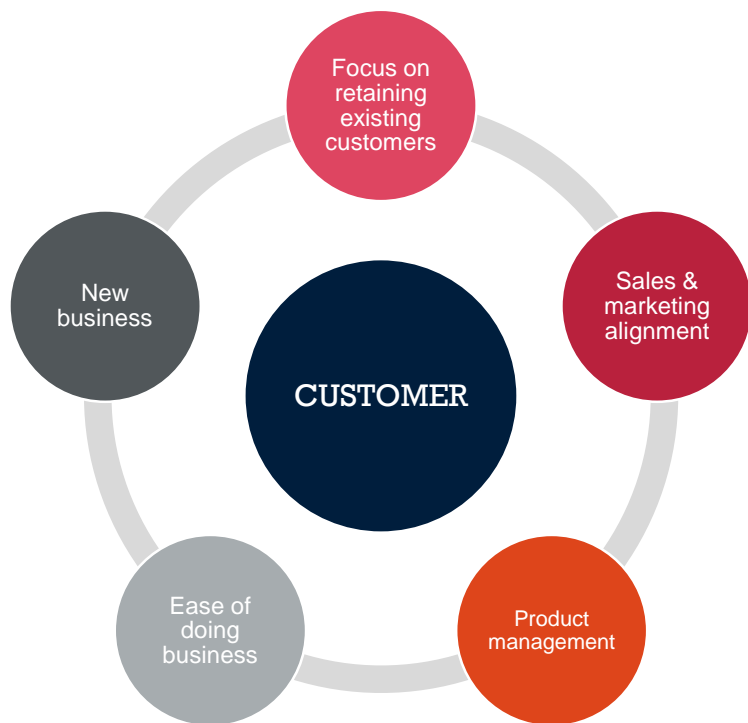 Focus on
retaining
existing
customers
Sales &
marketing
alignment
Product
management
Ease of
doing
business
New
business
CUSTOMER